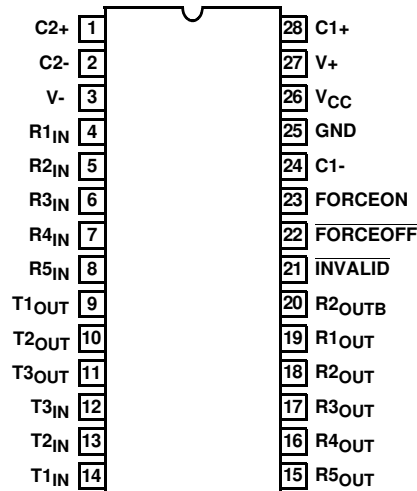 C2+ 1 28 C1+
C2- 2 27 V+
V- 3 26 VCC
R1IN 4 25 GND
R2IN 5 24 C1-
R3IN 6 23 FORCEON
R4IN 7 22 FORCEOFF
R5IN 8 21 INVALID
T1OUT 9 20 R2OUTB
T2OUT 10 19 R1OUT
T3OUT 11 18 R2OUT
T3IN 12 17 R3OUT
T2IN 13 16 R4OUT
T1IN 14 15 R5OUT